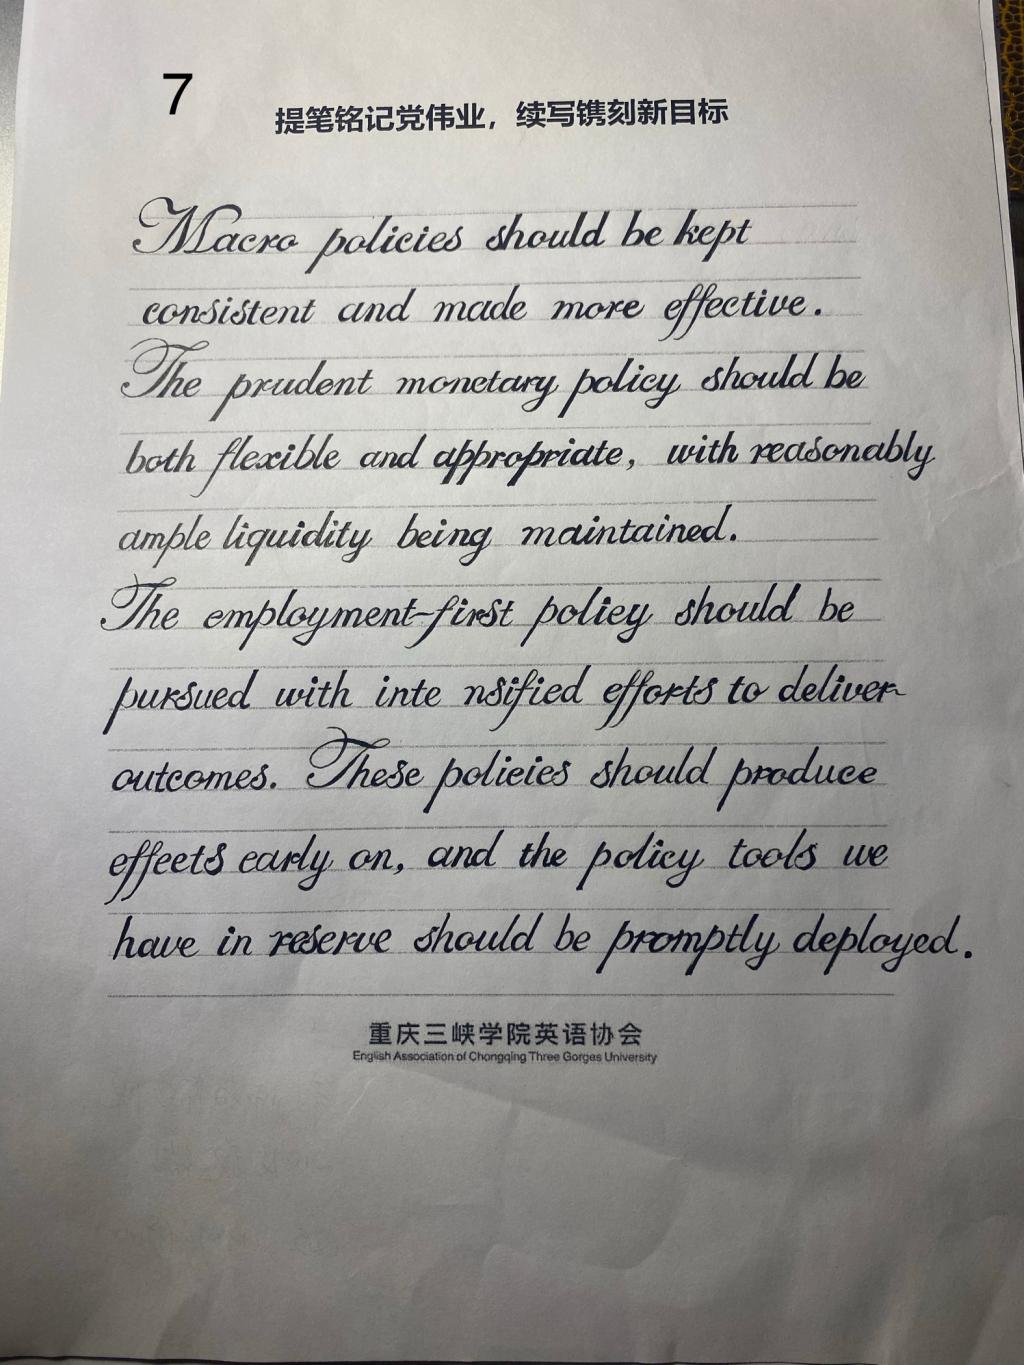 7
提笔铭记党伟业，续写镌刻新目标
Macro policies should be kept
consistent and made more effective.
The prudent monetary policy should be
both flexible and appropriate, with reasonably
ample liquidity being maintained.
The employment-first policy should be
pursued with inte nsified efforts to deliver
outcomes. These policies should produce
effects early on, and the policy tools we
have in reserve should be promptly deployed.
重庆三峡学院英语协会
English Association of Chongqing Three Gorges University